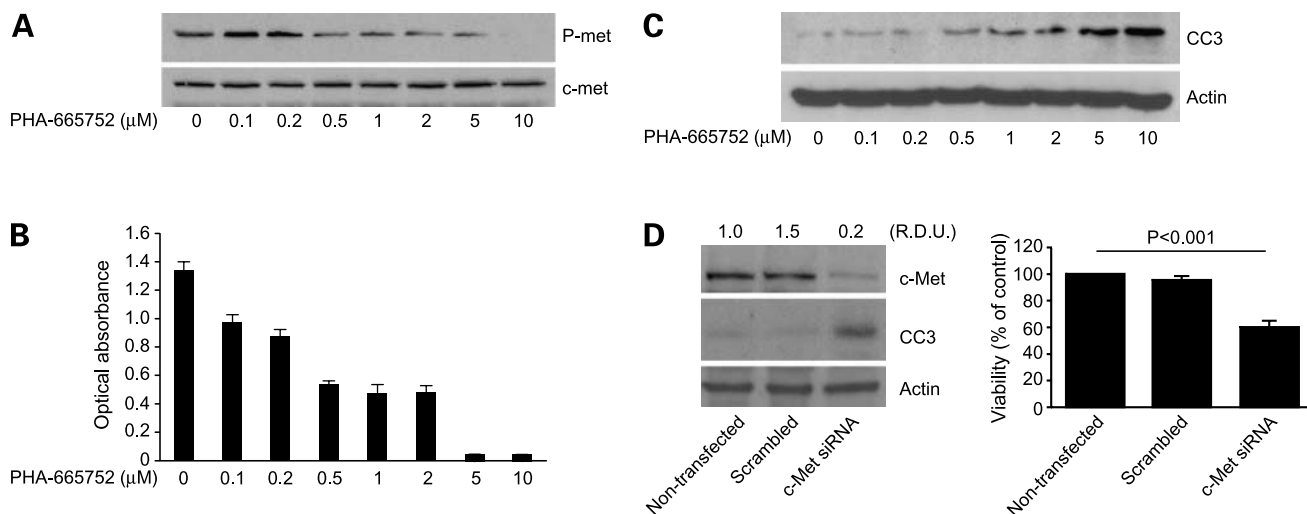 A
P-met
c-met
PHA-665752 (μM) 0 0.1 0.2 0.5 1 2 5 10
C
CC3
Actin
PHA-665752 (μM) 0 0.1 0.2 0.5 1 2 5 10
B
Optical absorbance
1.6
1.4
1.2
1.0
0.8
0.6
0.4
0.2
0
PHA-665752 (μM) 0 0.1 0.2 0.5 1 2 5 10
D
1.0 1.5 0.2 (R.D.U.)
c-Met
CC3
Actin
Non-transfected
Scrambled
c-Met siRNA
P<0.001
Viability (% of control)
120
100
80
60
40
20
0
Non-transfected
Scrambled
c-Met siRNA